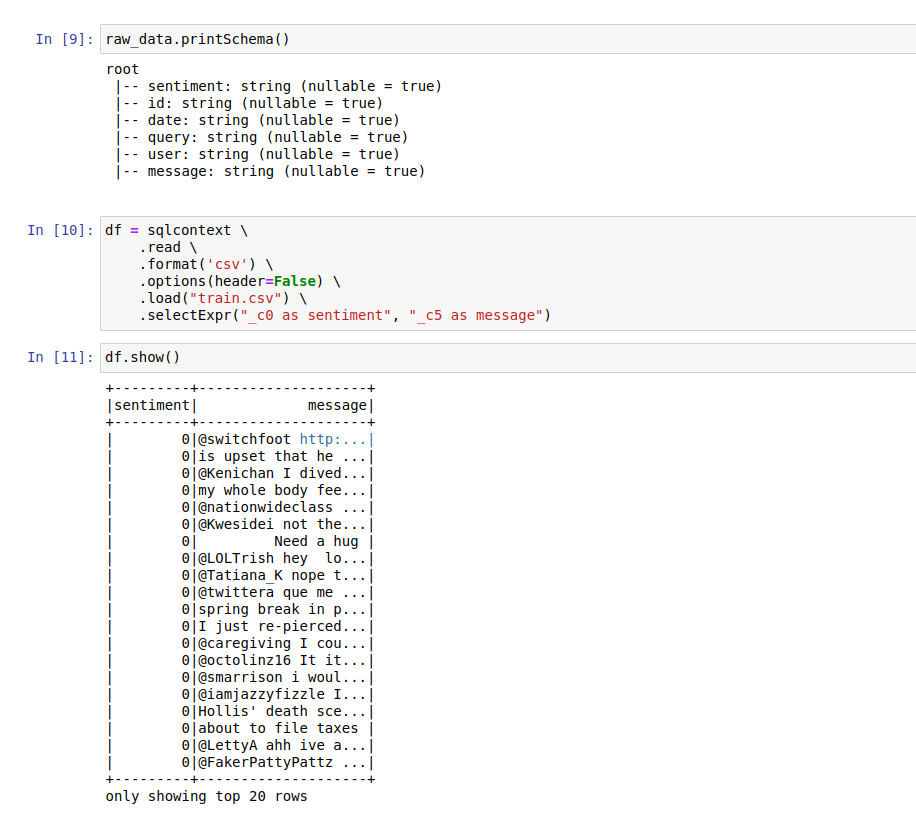 In [9]: raw_data.printSchema()
root
 |-- sentiment: string (nullable = true)
 |-- id: string (nullable = true)
 |-- date: string (nullable = true)
 |-- query: string (nullable = true)
 |-- user: string (nullable = true)
 |-- message: string (nullable = true)
In [10]: df = sqlcontext \
    .read \
    .format('csv') \
    .options(header=False) \
    .load("train.csv") \
    .selectExpr("_c0 as sentiment", "_c5 as message")
In [11]: df.show()
+---------+--------------------+
|sentiment|             message|
+---------+--------------------+
|        0|@switchfoot http:...|
|        0|is upset that he ...|
|        0|@Kenichan I dived...|
|        0|my whole body fee...|
|        0|@nationwideclass ...|
|        0|@Kwesidei not the...|
|        0|         Need a hug |
|        0|@LOLTrish hey  lo...|
|        0|@Tatiana_K nope t...|
|        0|@twittera que me ...|
|        0|spring break in p...|
|        0|I just re-pierced...|
|        0|@caregiving I cou...|
|        0|@octolinz16 It it...|
|        0|@smarrison i woul...|
|        0|@iamjazzyfizzle I...|
|        0|Hollis' death sce...|
|        0|about to file taxes |
|        0|@LettyA ahh ive a...|
|        0|@FakerPattyPattz ...|
+---------+--------------------+
only showing top 20 rows